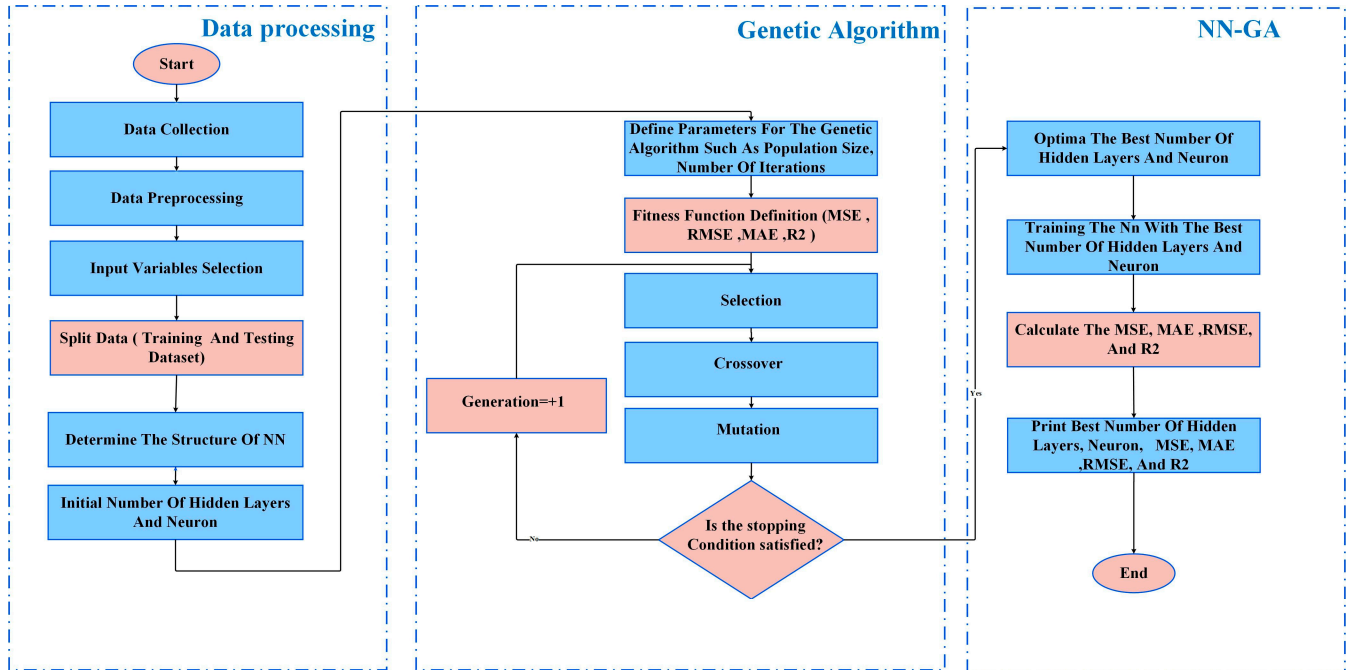 Data processing
Start
Data Collection
Data Preprocessing
Input Variables Selection
Split Data ( Training And Testing
Dataset)
Determine The Structure Of NN
Initial Number Of Hidden Layers
And Neuron
Genetic Algorithm
Define Parameters For The Genetic
Algorithm Such As Population Size,
Number Of Iterations
Fitness Function Definition (MSE ,
RMSE ,MAE ,R2 )
Selection
Crossover
Generation=+1
Mutation
Is the stopping
Condition satisfied?
No
Yes
NN-GA
Optima The Best Number Of
Hidden Layers And Neuron
Training The Nn With The Best
Number Of Hidden Layers And
Neuron
Calculate The MSE, MAE ,RMSE,
And R2
Print Best Number Of Hidden
Layers, Neuron, MSE, MAE
,RMSE, And R2
End